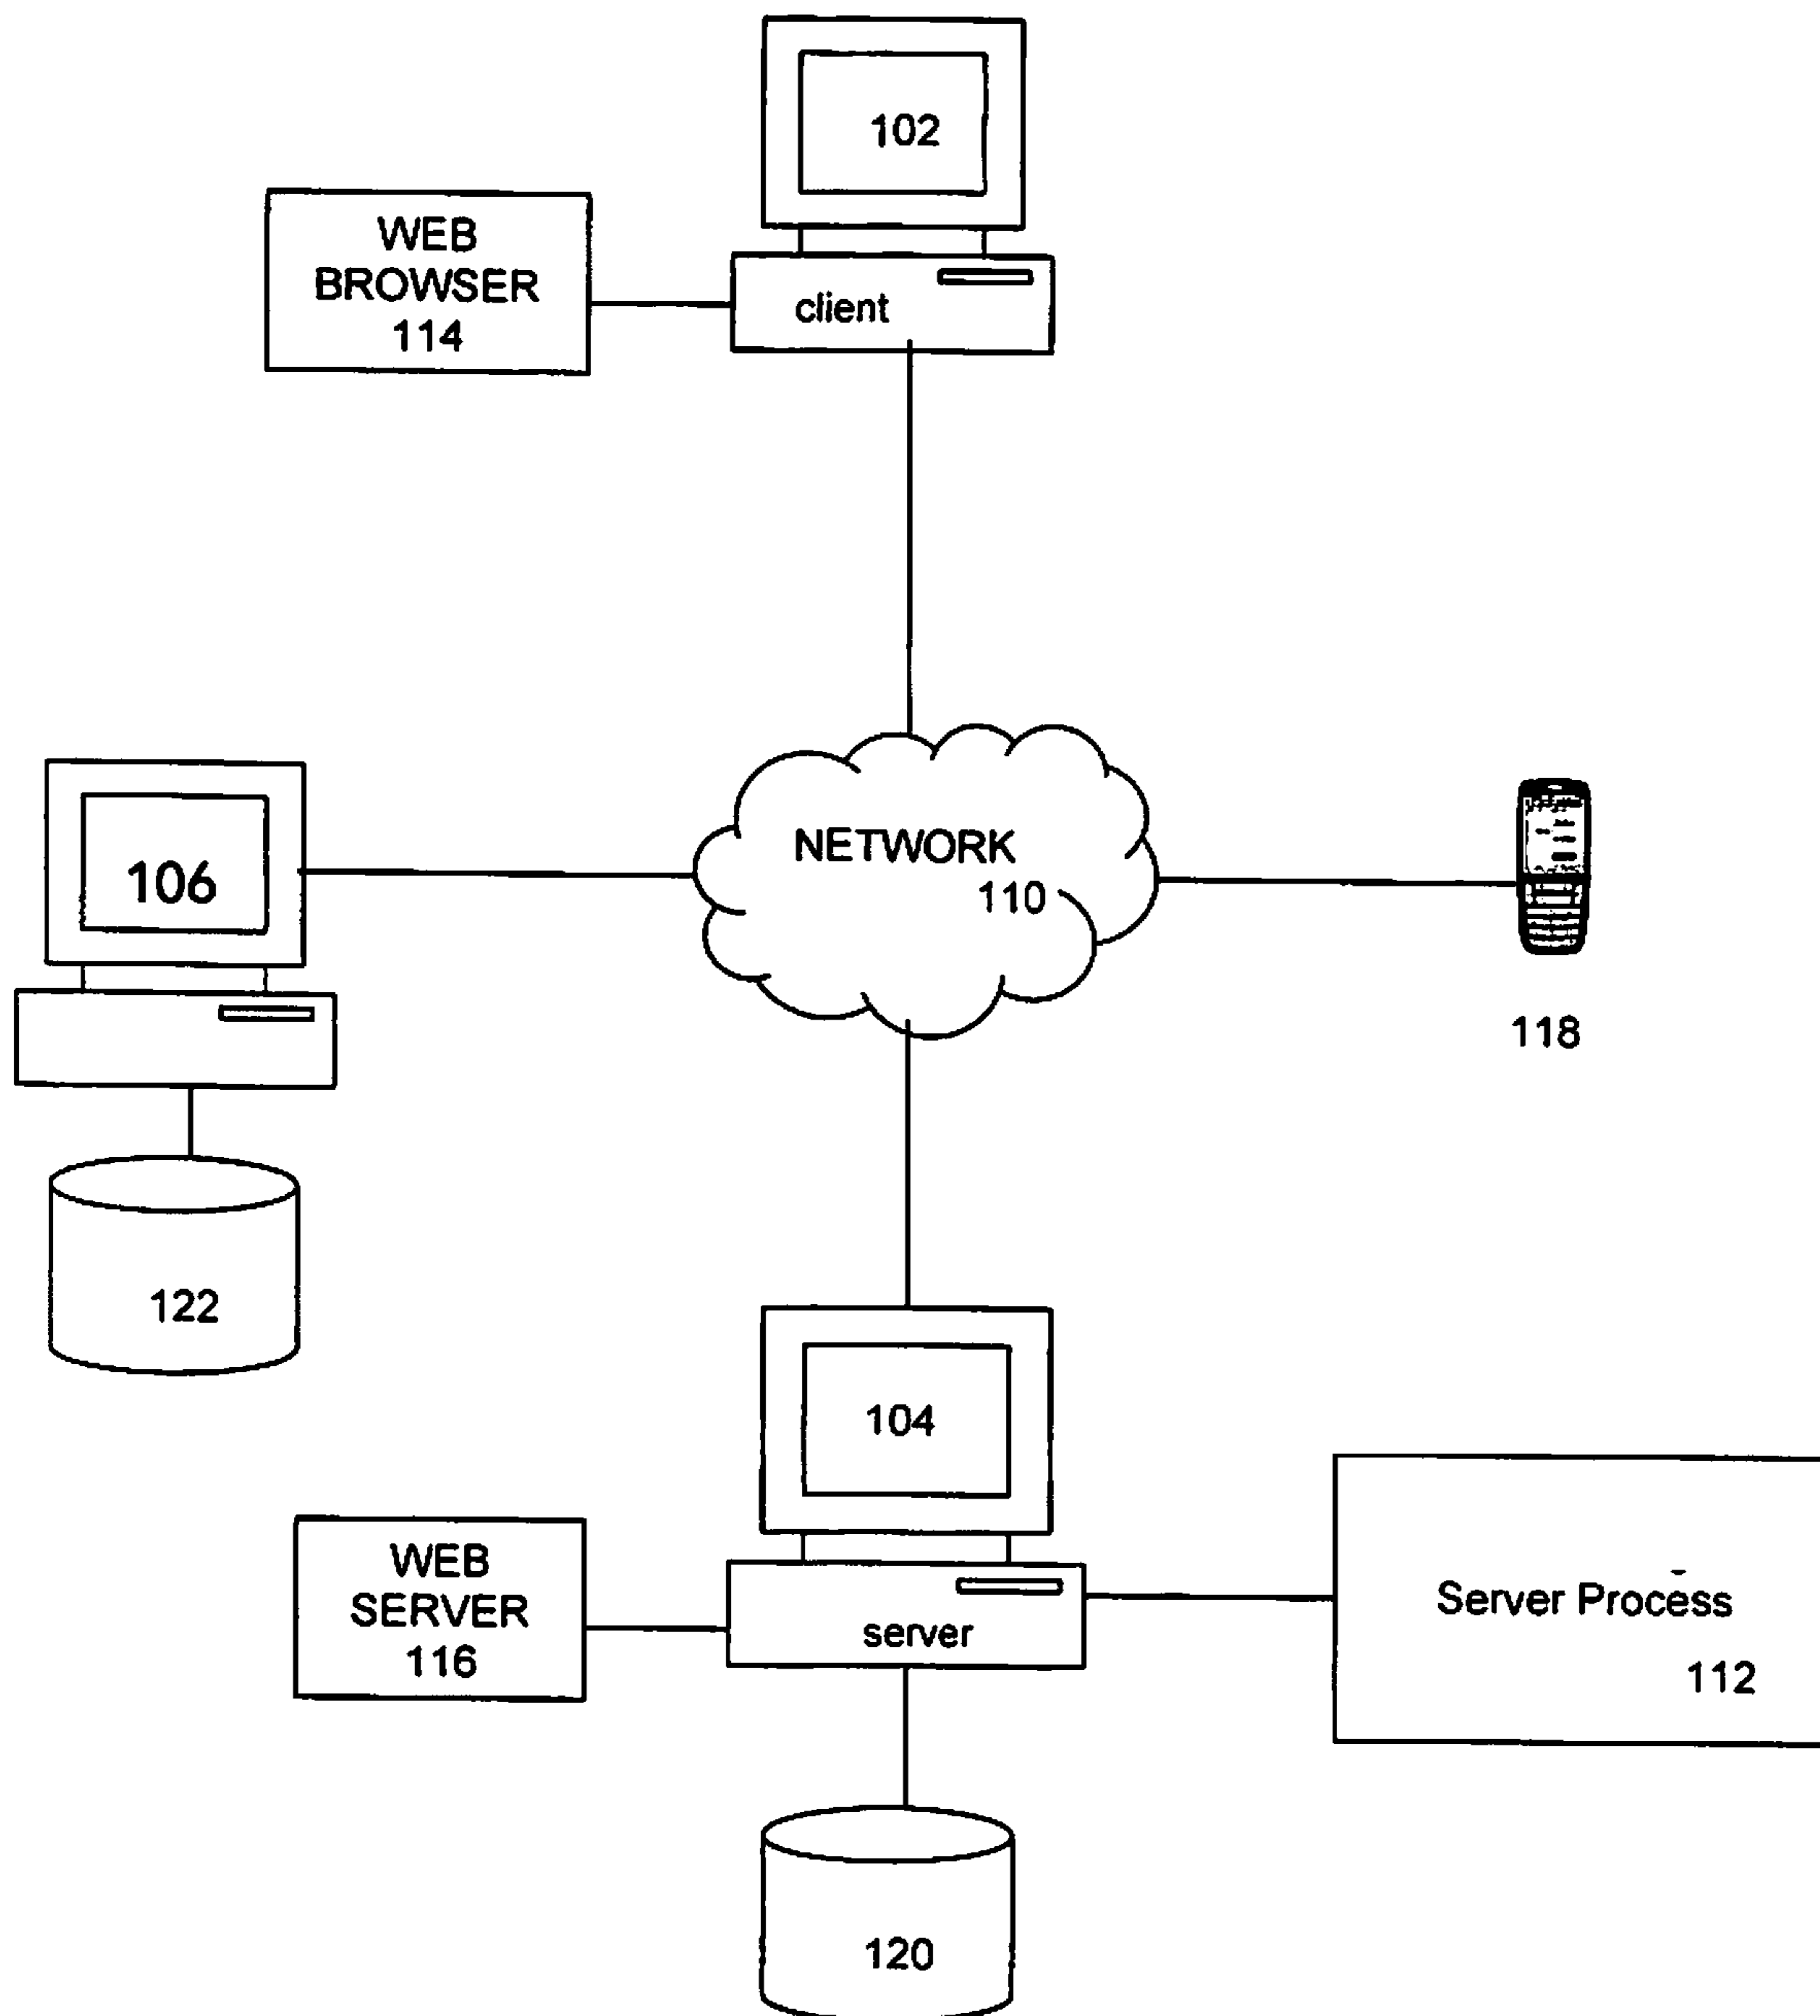 102
WEB
BROWSER
114
client
NETWORK
110
106
118
122
104
WEB
SERVER
116
server
Server Process
112
120